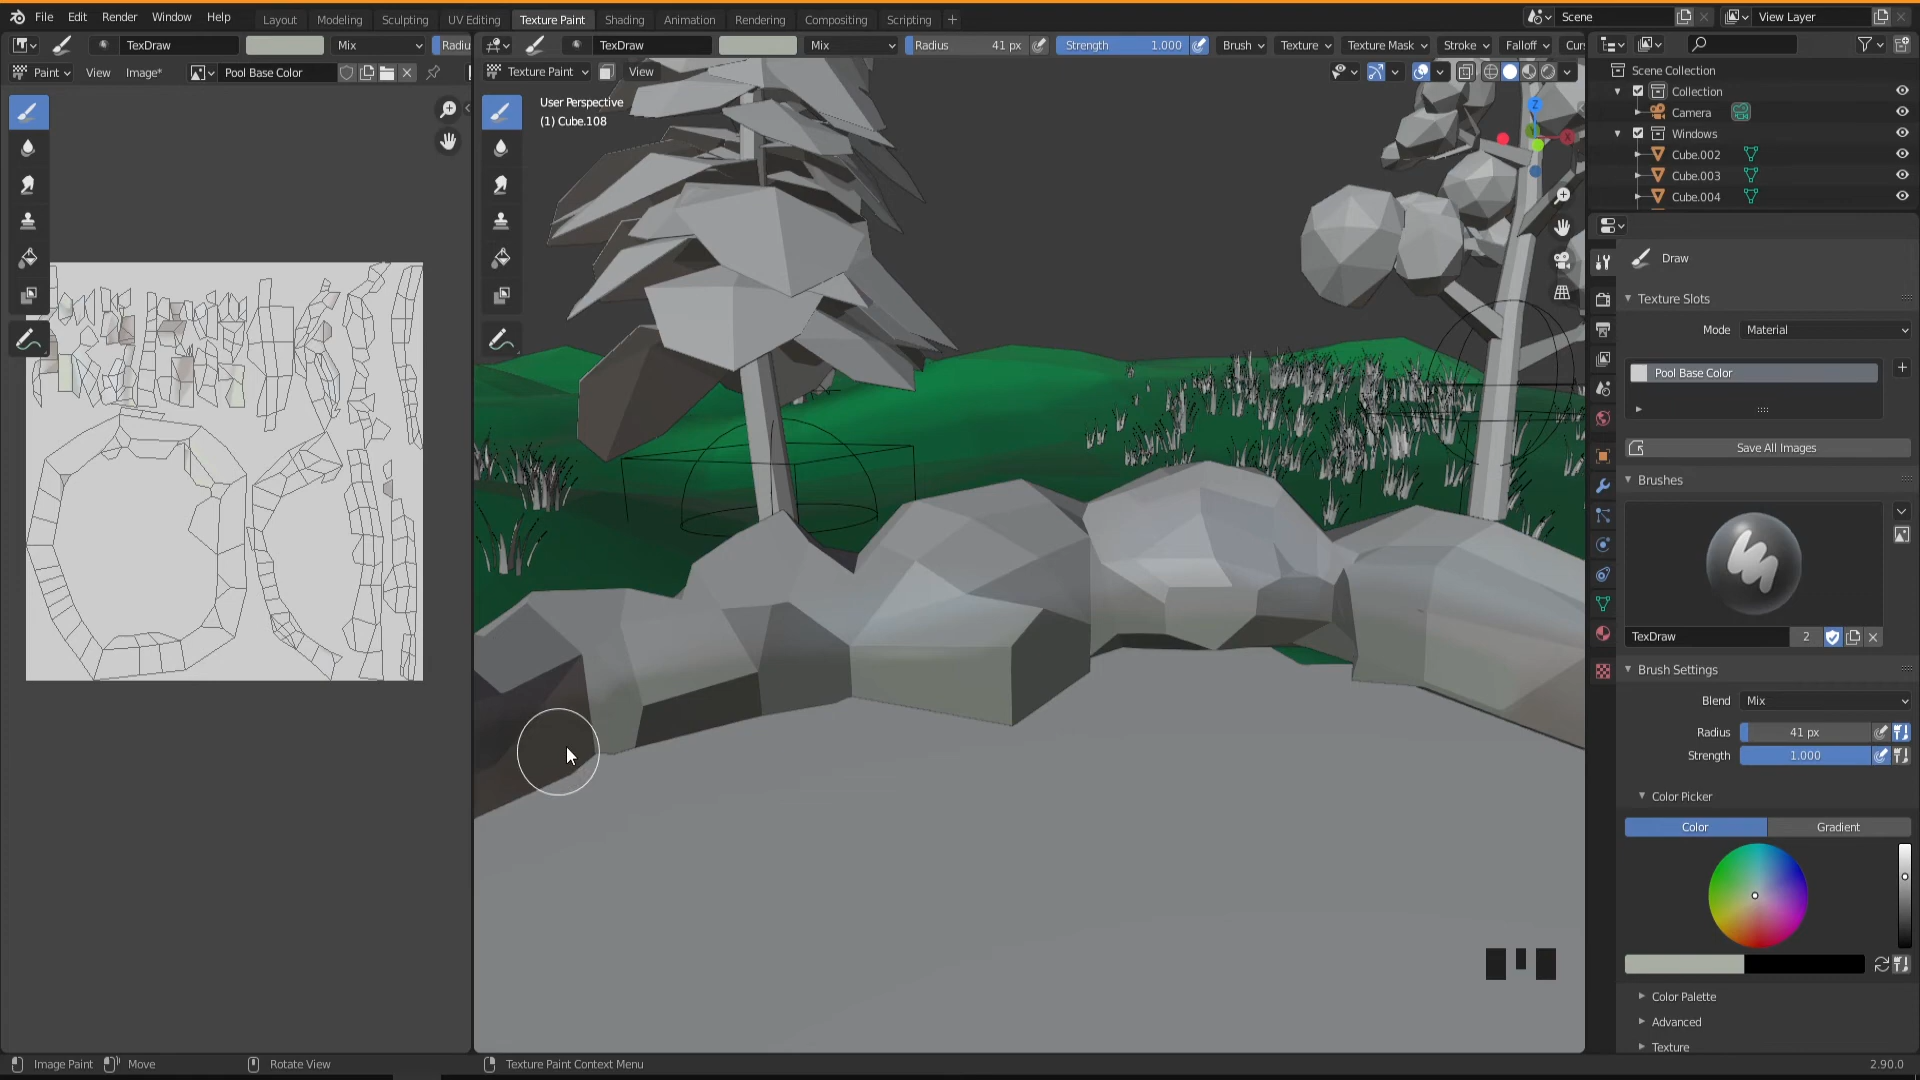 File Edit Render Window Help Layout Modeling Sculpting UV Editing Texture Paint Shading Animation Rendering Compositing Scripting + Scene View Layer
TexDraw Mix Radiu TexDraw Mix Radius 41 px Strength 1.000 Brush Texture Texture Mask Stroke Falloff Curs
Paint View Image* Pool Base Color Texture Paint View
User Perspective
(1) Cube.108
Z
X
Scene Collection
Collection
Camera
Windows
Cube.002
Cube.003
Cube.004
Draw
Texture Slots
Mode Material
Pool Base Color
Save All Images
Brushes
TexDraw 2
Brush Settings
Blend Mix
Radius 41 px
Strength 1.000
Color Picker
Color Gradient
Color Palette
Advanced
Texture
Image Paint Move Rotate View Texture Paint Context Menu 2.90.0